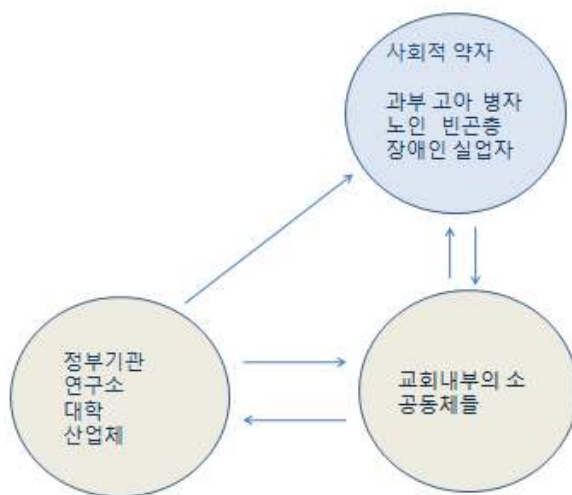 사회적 약자
과부 고아 병자
노인 빈곤층
장애인 실업자
정부기관
연구소
대학
산업체
교회내부의 소
공동체들